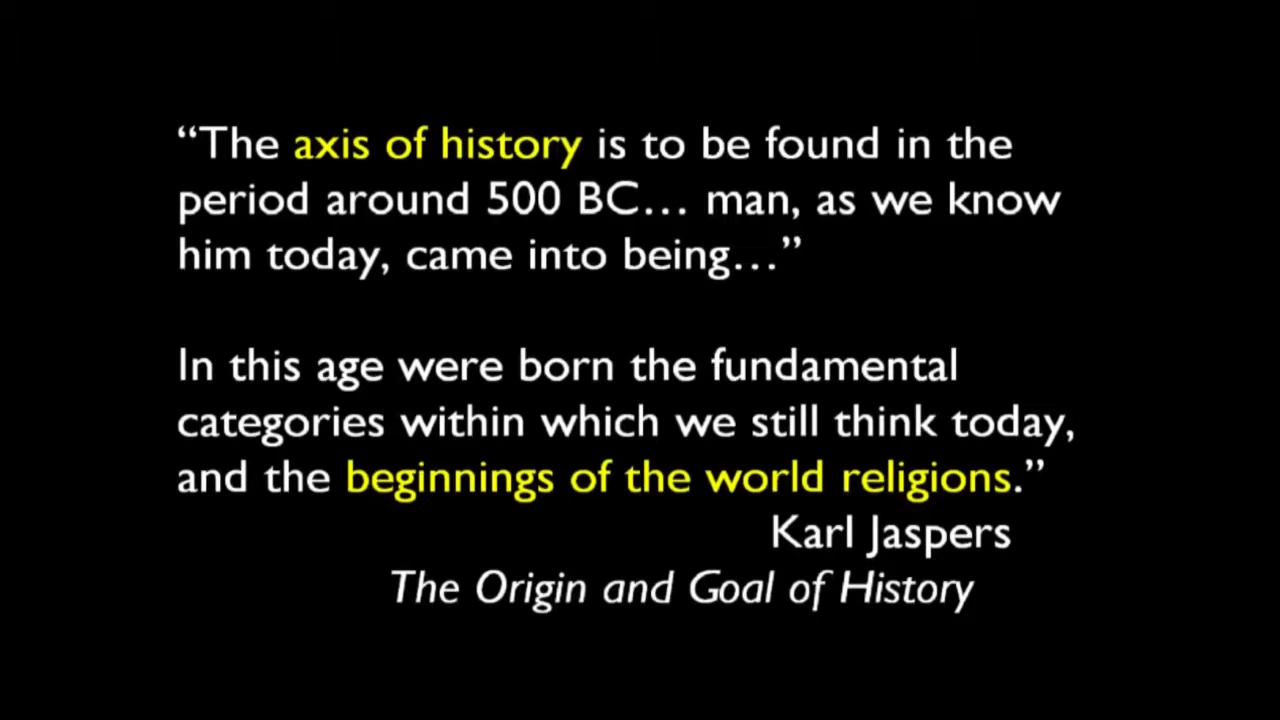 “The axis of history is to be found in the
period around 500 BC… man, as we know
him today, came into being…”
In this age were born the fundamental
categories within which we still think today,
and the beginnings of the world religions.”
Karl Jaspers
The Origin and Goal of History